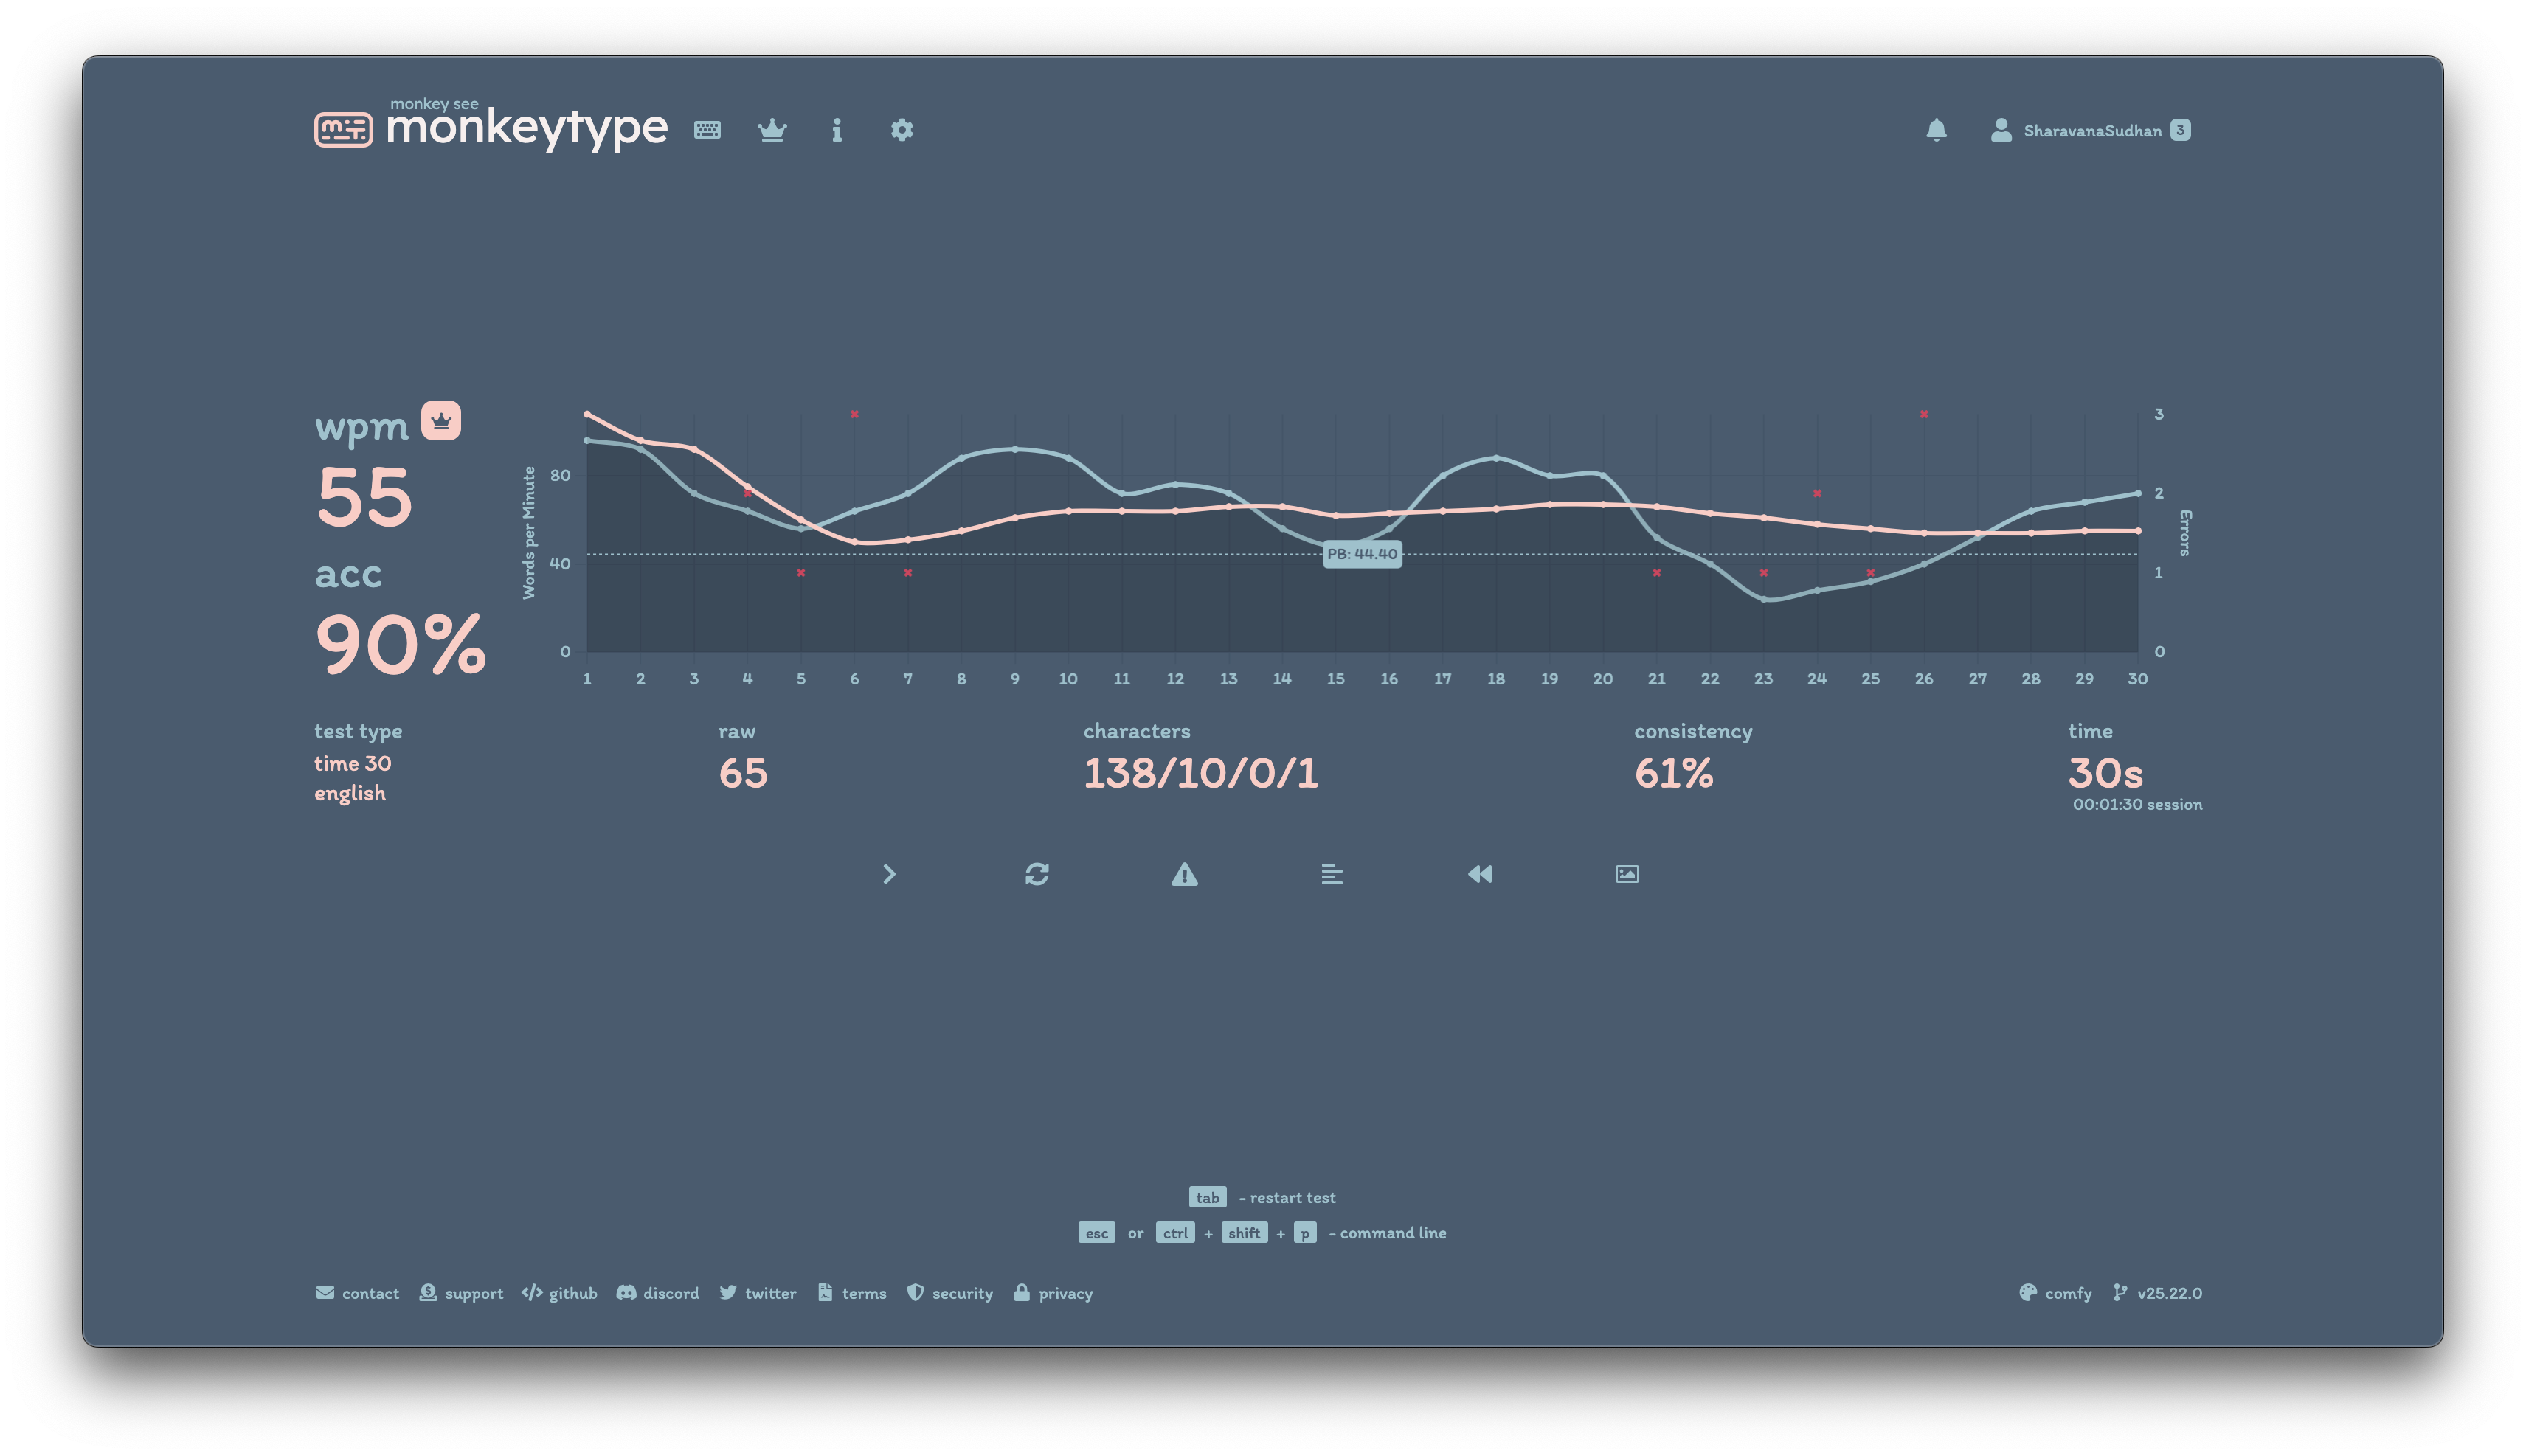 monkey see
monkeytype
SharavanaSudhan 3
wpm
55
acc
90%
Words per Minute
80
40
0
PB: 44.40
3
2
1
0
Errors
1 2 3 4 5 6 7 8 9 10 11 12 13 14 15 16 17 18 19 20 21 22 23 24 25 26 27 28 29 30
test type
time 30
english
raw
65
characters
138/10/0/1
consistency
61%
time
30s
00:01:30 session
tab - restart test
esc or ctrl + shift + p - command line
contact support github discord twitter terms security privacy
comfy v25.22.0